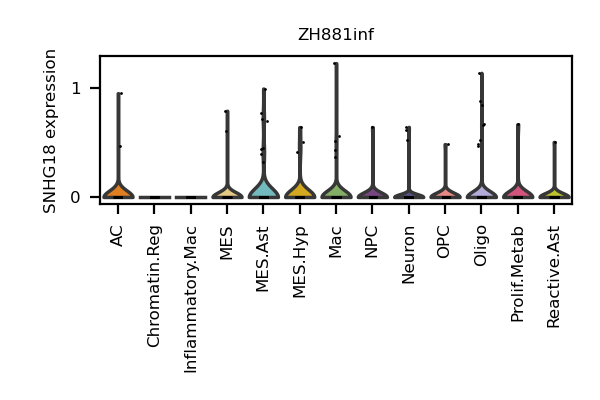 ZH881inf
SNHG18 expression
1
0
AC
Chromatin.Reg
Inflammatory.Mac
MES
MES.Ast
MES.Hyp
Mac
NPC
Neuron
OPC
Oligo
Prolif.Metab
Reactive.Ast